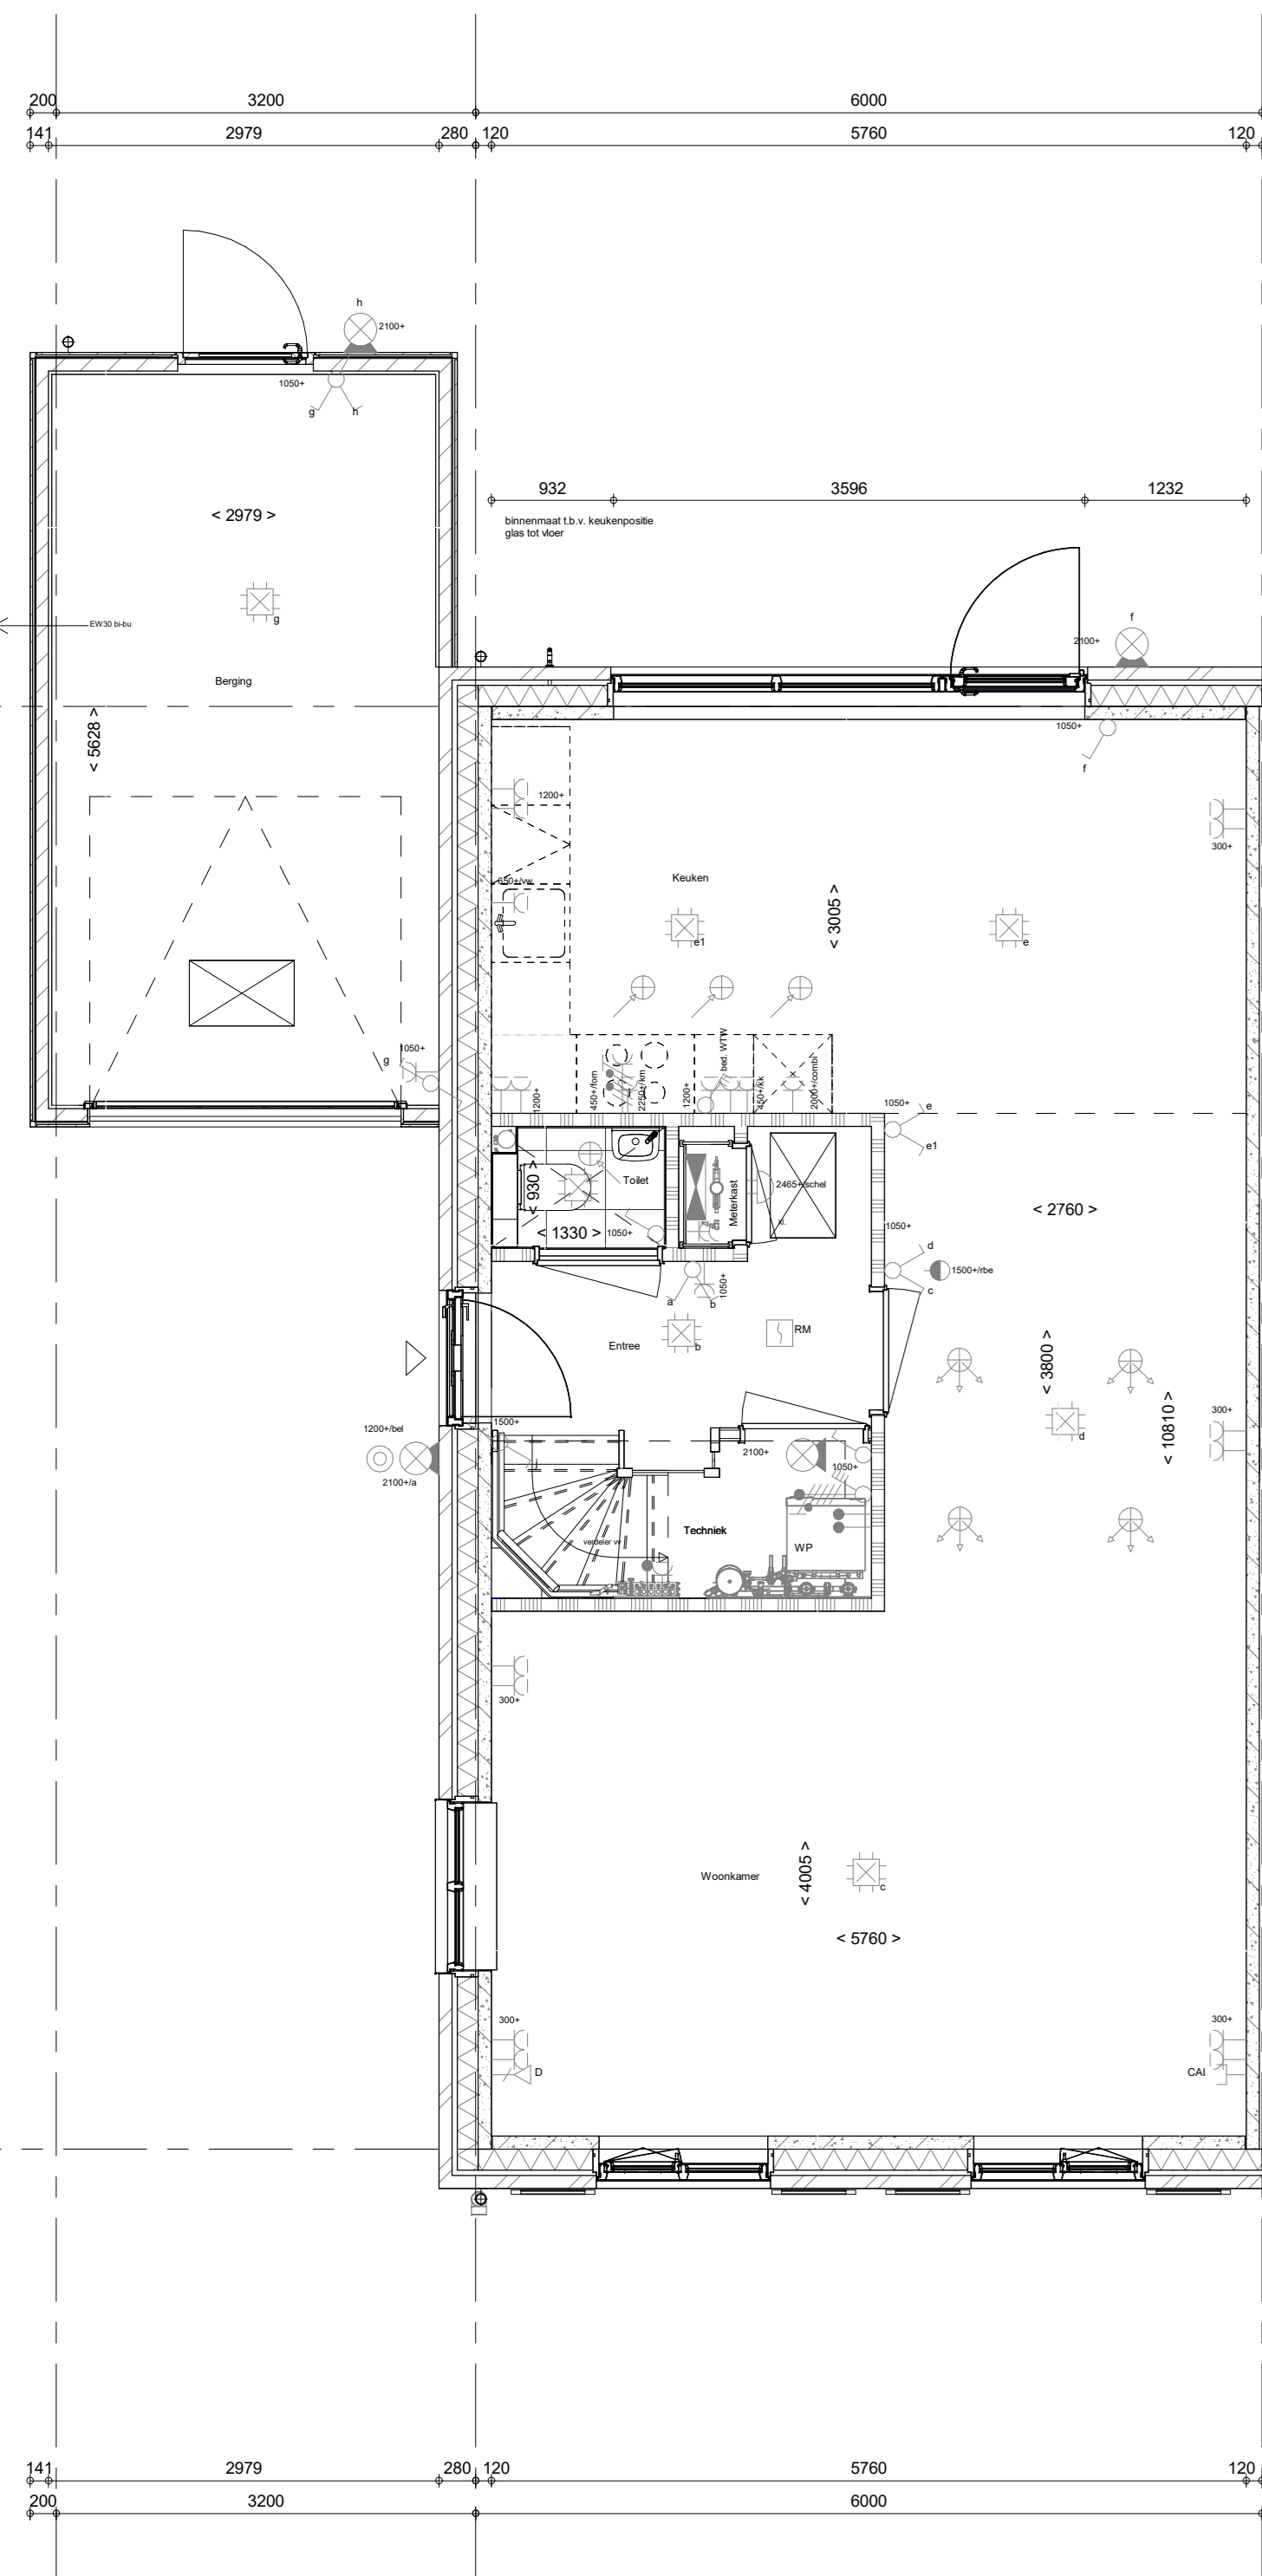 200 3200 6000
141 2979 280 120 5760 120
h
2100+
1050+
g h
932 3596 1232
binnenmaat t.b.v. keukenpositie
glas tot vloer
< 2979 >
g
EW30 bi-bu
f
2100+
Berging
< 5628 >
1050+
f
1200+
300+
650+/vw
Keuken
< 3005 >
e1
e
1050+
g
bed. WTW
1200+
450+/forn
2250+/km
1200+
450+/kk
2000+/combi
1050+
e
e1
Toilet
< 930 >
< 1330 >
1050+
Meterkast
2465+/schel
< 2760 >
1050+
d
c
1500+/rbe
a
b
1050+
Entree
b
RM
< 3800 >
d
< 10810 >
300+
1200+/bel
2100+/a
1500+
2100+
1050+
Techniek
verdeler vv
WP
300+
Woonkamer
< 4005 >
c
< 5760 >
300+
D
300+
CAI
141 2979 280 120 5760 120
200 3200 6000